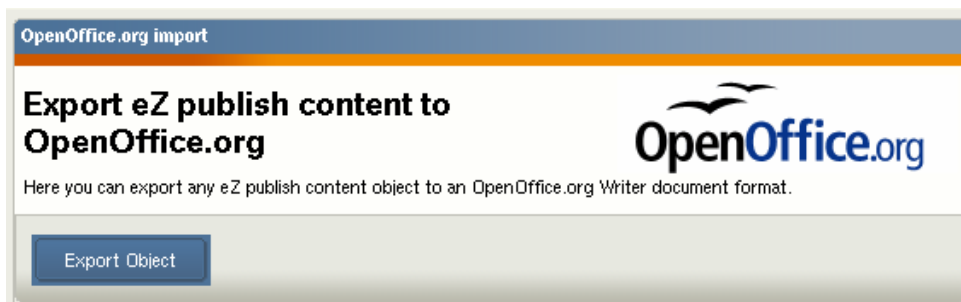 OpenOffice.org import
Export eZ publish content to
OpenOffice.org
OpenOffice.org
Here you can export any eZ publish content object to an OpenOffice.org Writer document format.
Export Object